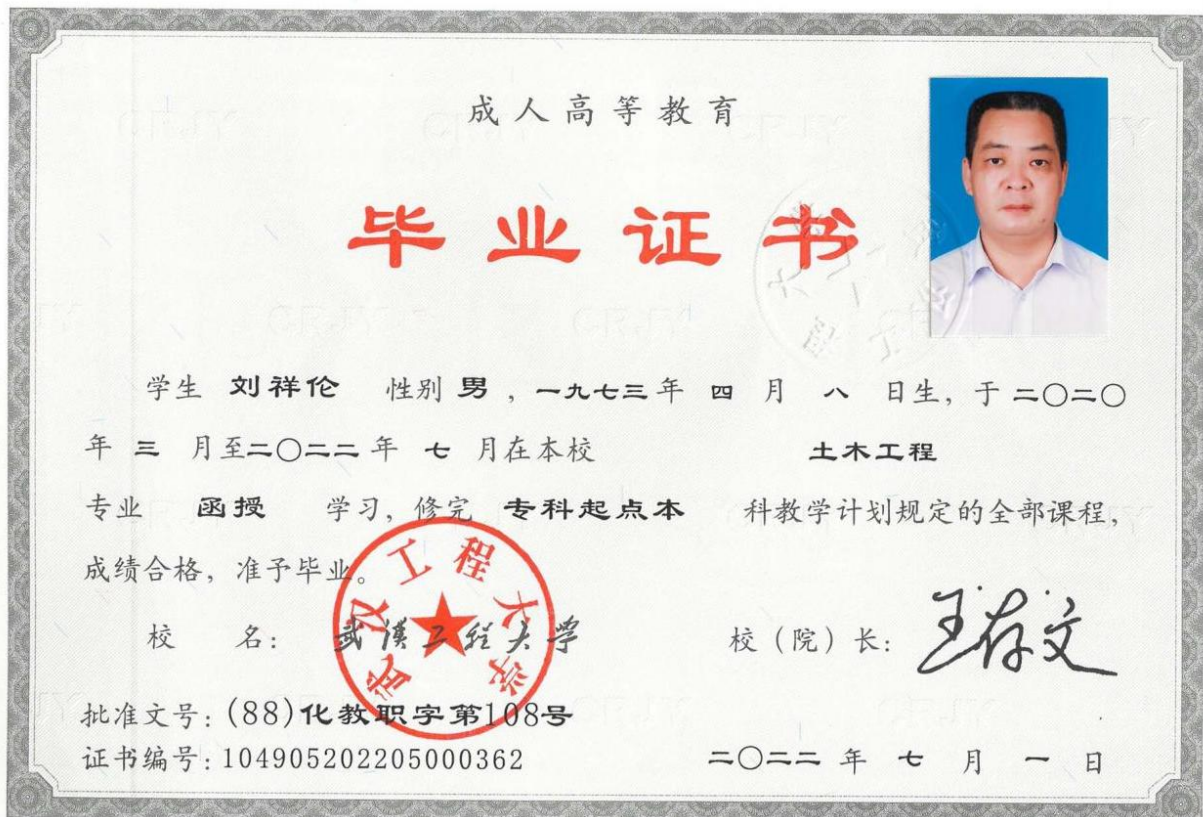 成人高等教育
毕业证书
学生 刘祥伦 性别 男 ，一九七三 年 四 月 八 日生，于 二〇二〇
年 三 月至二〇二二 年 七 月在本校 土木工程
专业 函授 学习，修完 专科起点本 科教学计划规定的全部课程，
成绩合格，准予毕业。
武汉工程大学
校 名： 武汉工程大学 校（院）长： 王存文
批准文号：(88)化教职字第108号
证书编号：104905202205000362 二〇二二 年 七 月 一 日